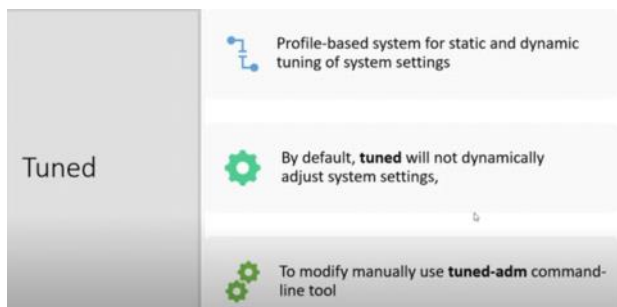 Tuned
Profile-based system for static and dynamic
tuning of system settings
By default, tuned will not dynamically
adjust system settings,
To modify manually use tuned-adm command-
line tool